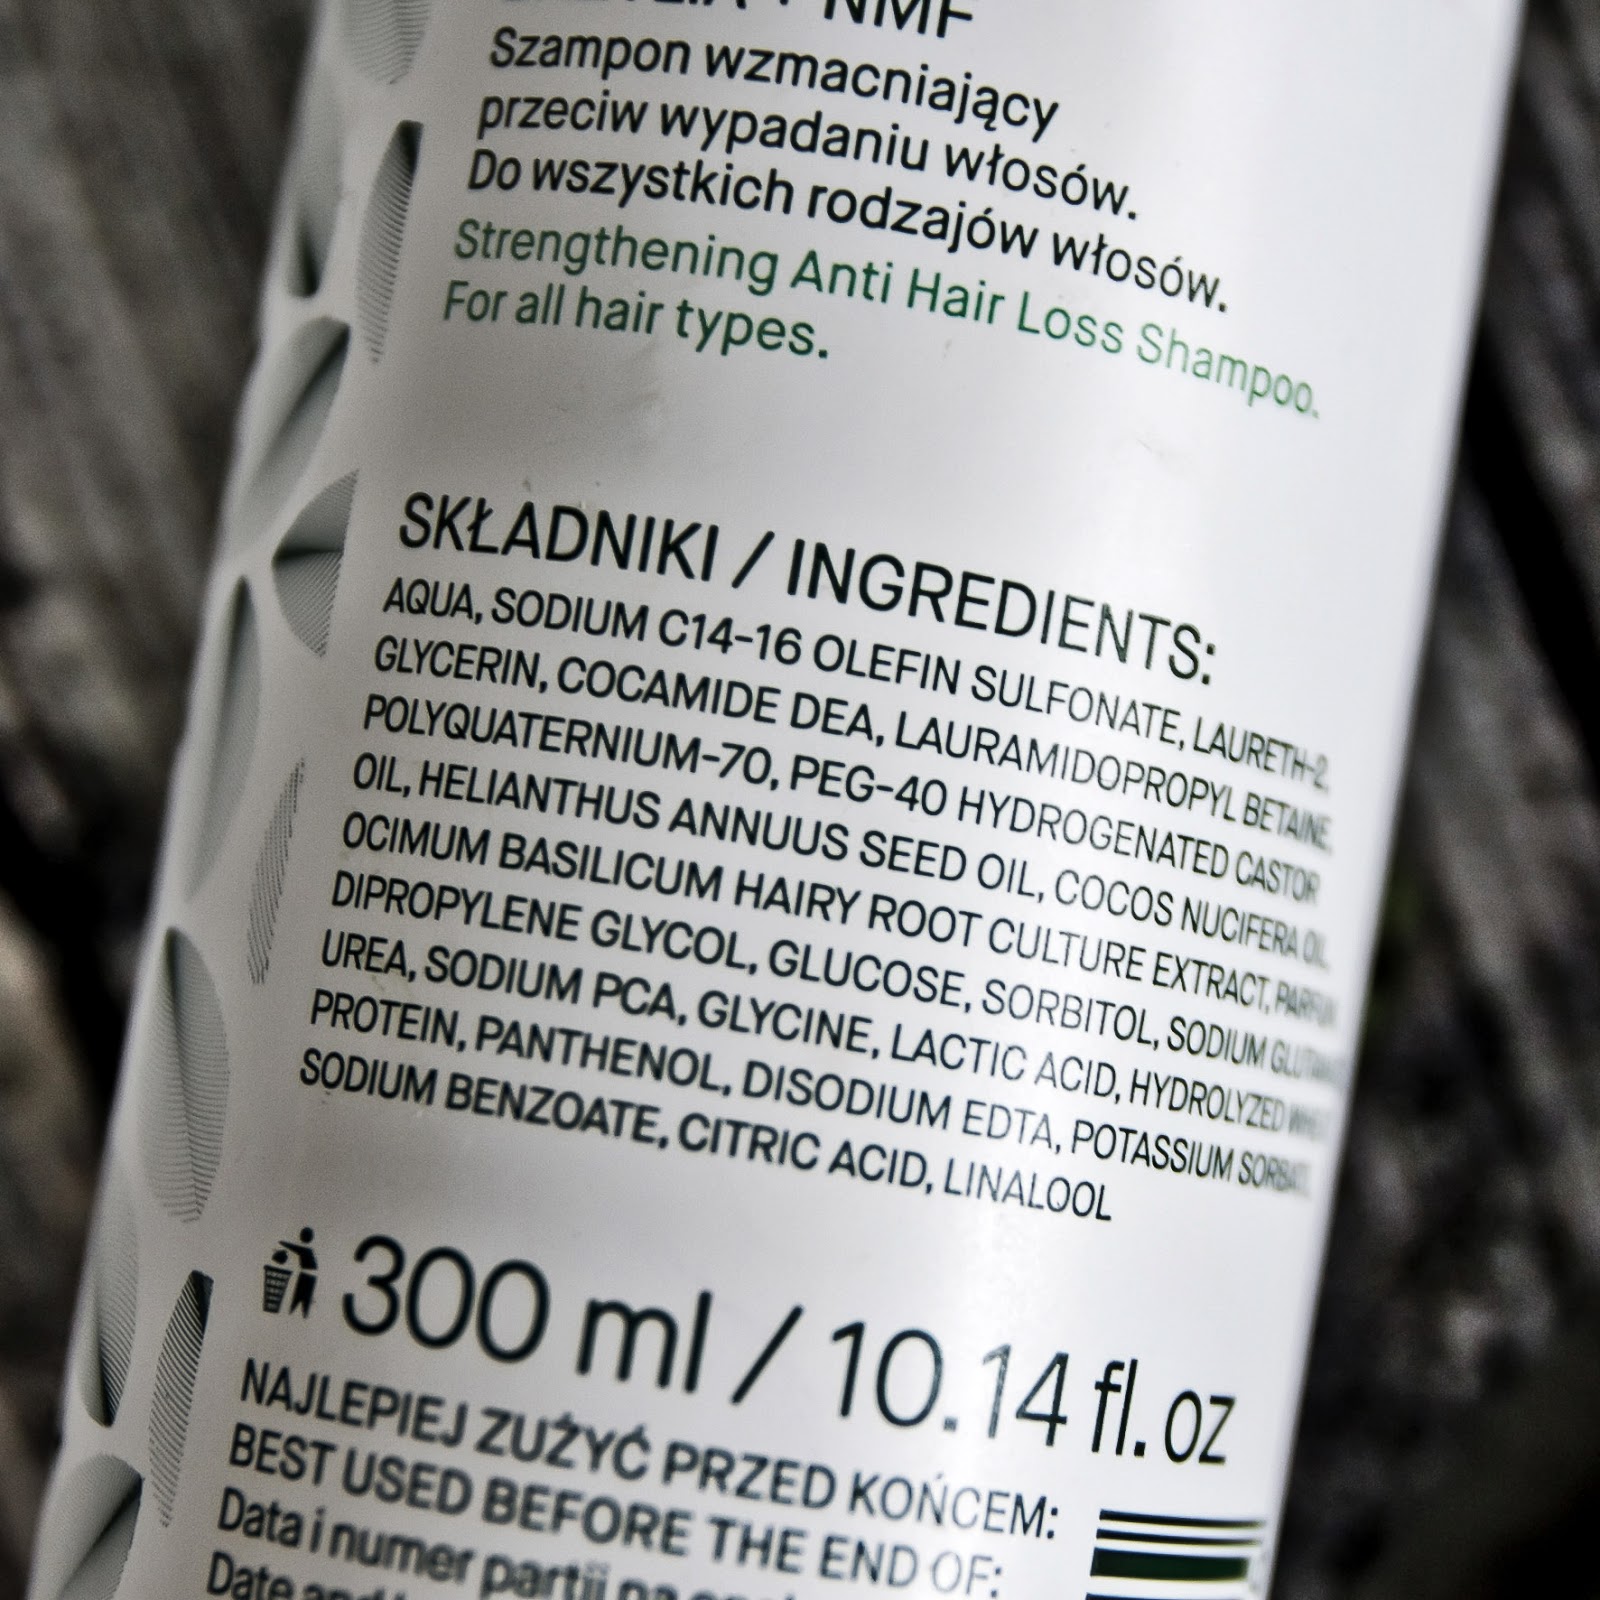 + NMF
Szampon wzmacniający
przeciw wypadaniu włosów.
Do wszystkich rodzajów włosów.
Strengthening Anti Hair Loss Shampoo.
For all hair types.
SKŁADNIKI / INGREDIENTS:
AQUA, SODIUM C14-16 OLEFIN SULFONATE, LAURETH-2,
GLYCERIN, COCAMIDE DEA, LAURAMIDOPROPYL BETAINE,
POLYQUATERNIUM-70, PEG-40 HYDROGENATED CASTOR
OIL, HELIANTHUS ANNUUS SEED OIL, COCOS NUCIFERA OIL,
OCIMUM BASILICUM HAIRY ROOT CULTURE EXTRACT, PARFUM,
DIPROPYLENE GLYCOL, GLUCOSE, SORBITOL, SODIUM
UREA, SODIUM PCA, GLYCINE, LACTIC ACID, HYDROLYZED
PROTEIN, PANTHENOL, DISODIUM EDTA, POTASSIUM
SODIUM BENZOATE, CITRIC ACID, LINALOOL
300 ml / 10.14 fl. oz
NAJLEPIEJ ZUŻYĆ PRZED KOŃCEM:
BEST USED BEFORE THE END OF:
Data i numer partii na
Date and